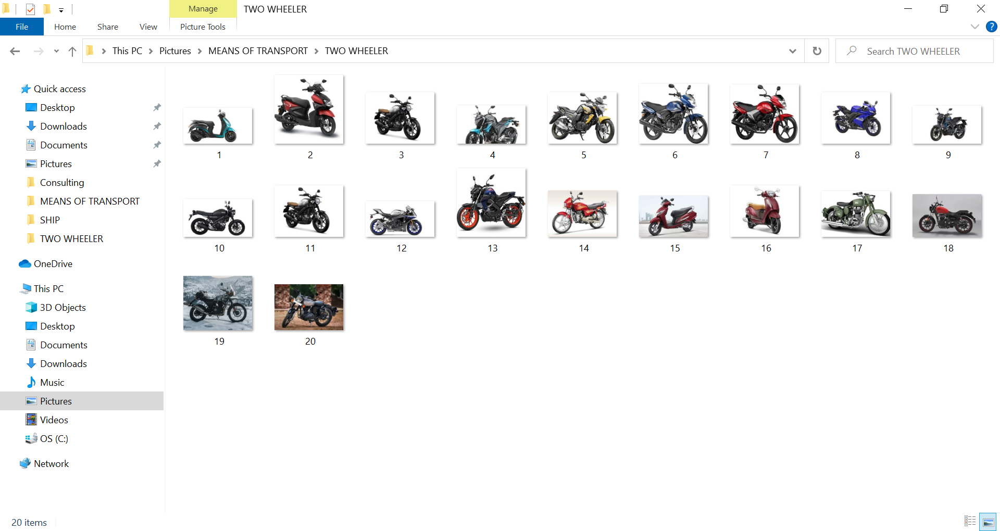 Manage
TWO WHEELER
File
Home
Share
View
Picture Tools
This PC
Pictures
MEANS OF TRANSPORT
TWO WHEELER
Search TWO WHEELER
Quick access
Desktop
Downloads
Documents
Pictures
Consulting
MEANS OF TRANSPORT
SHIP
TWO WHEELER
OneDrive
This PC
3D Objects
Desktop
Documents
Downloads
Music
Pictures
Videos
OS (C:)
Network
1
2
3
4
5
6
7
8
9
10
11
12
13
14
15
16
17
18
19
20
20 items